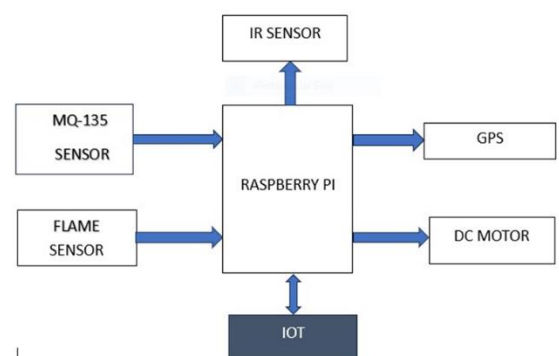 IR SENSOR
MQ-135
SENSOR
GPS
RASPBERRY PI
FLAME
SENSOR
DC MOTOR
IOT